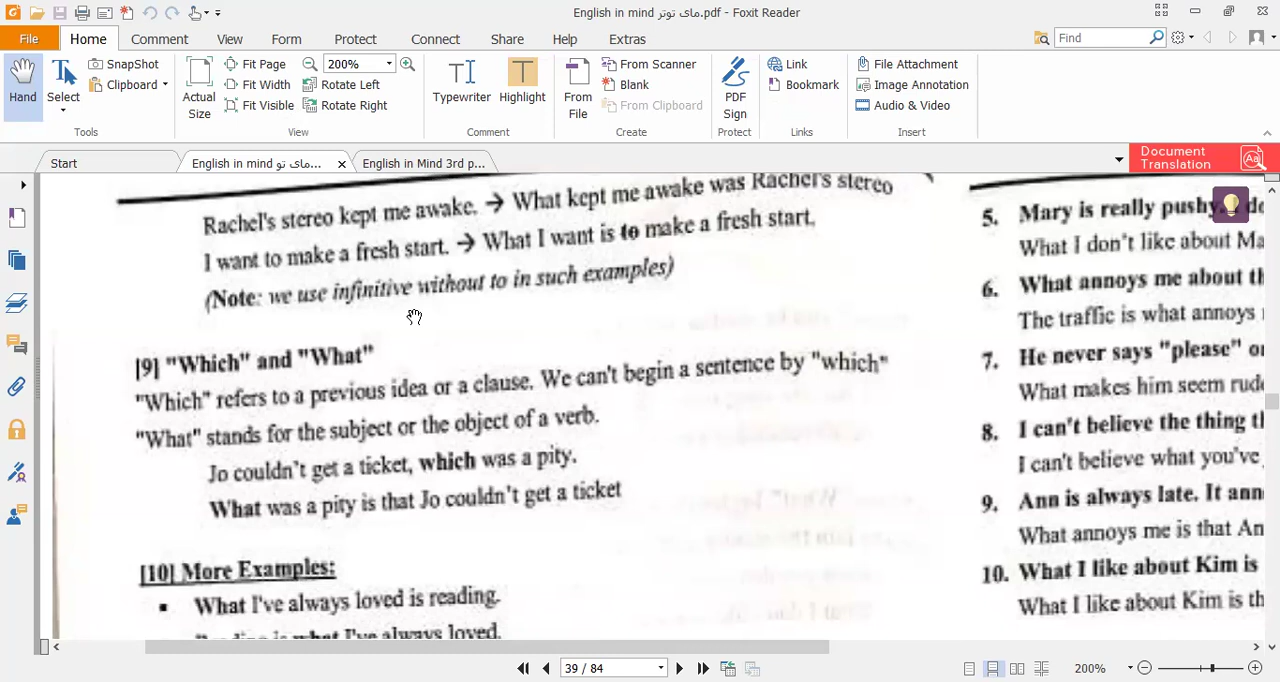 English in mind ماى توتر.pdf - Foxit Reader
File Home Comment View Form Protect Connect Share Help Extras
Find
Hand
Select
SnapShot
Clipboard
Tools
Actual Size
Fit Page
Fit Width
Fit Visible
200%
Rotate Left
Rotate Right
View
Typewriter
Highlight
Comment
From File
From Scanner
Blank
From Clipboard
Create
PDF Sign
Protect
Link
Bookmark
Links
File Attachment
Image Annotation
Audio & Video
Insert
Start
English in mind ماى تو...
English in Mind 3rd p...
Document Translation
Rachel's stereo kept me awake. → What kept me awake was Rachel's stereo
I want to make a fresh start. → What I want is to make a fresh start.
(Note: we use infinitive without to in such examples)
[9] "Which" and "What"
"Which" refers to a previous idea or a clause. We can't begin a sentence by "which"
"What" stands for the subject or the object of a verb.
Jo couldn't get a ticket, which was a pity.
What was a pity is that Jo couldn't get a ticket
[10] More Examples:
▪ What I've always loved is reading.
Reading is what I've always loved.
5. Mary is really pushy.
What I don't like about
6. What annoys me about
The traffic is what annoys
7. He never says "please"
What makes him seem
8. I can't believe the thing
I can't believe what you've
9. Ann is always late. It
What annoys me is that
10. What I like about Kim is
What I like about Kim is
39 / 84
200%